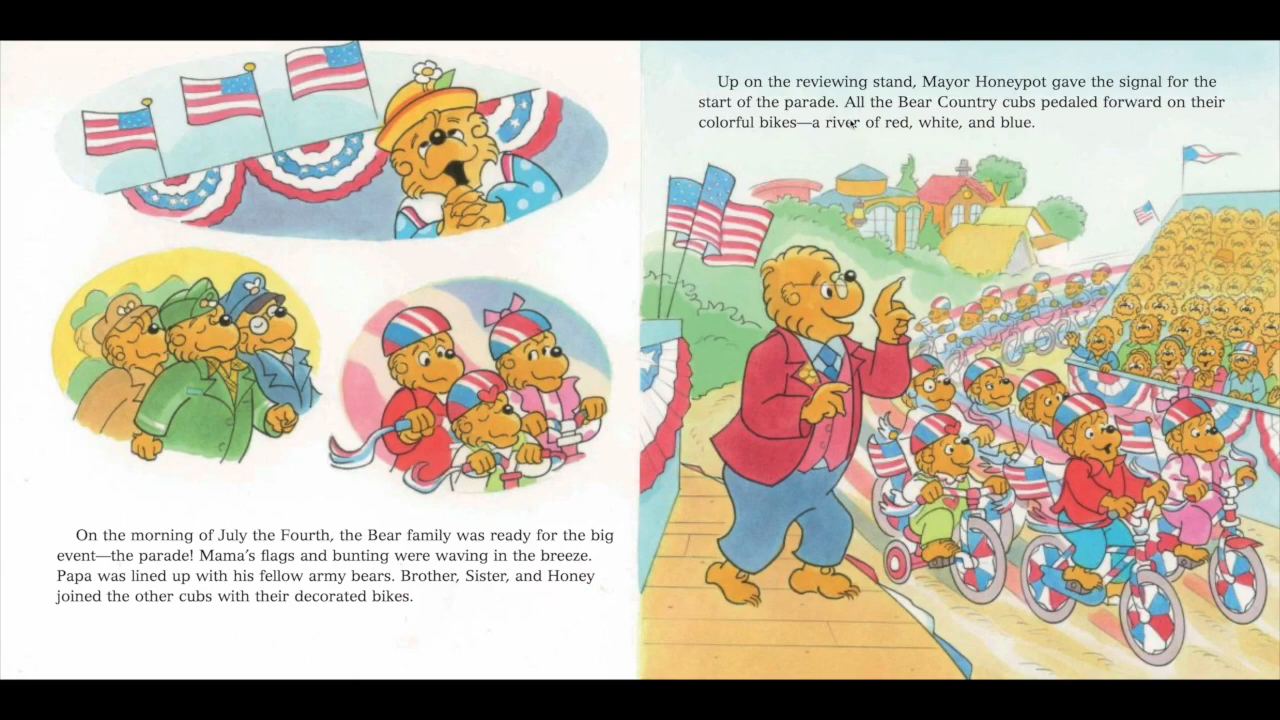 On the morning of July the Fourth, the Bear family was ready for the big
event—the parade! Mama's flags and bunting were waving in the breeze.
Papa was lined up with his fellow army bears. Brother, Sister, and Honey
joined the other cubs with their decorated bikes.
Up on the reviewing stand, Mayor Honeypot gave the signal for the
start of the parade. All the Bear Country cubs pedaled forward on their
colorful bikes—a river of red, white, and blue.